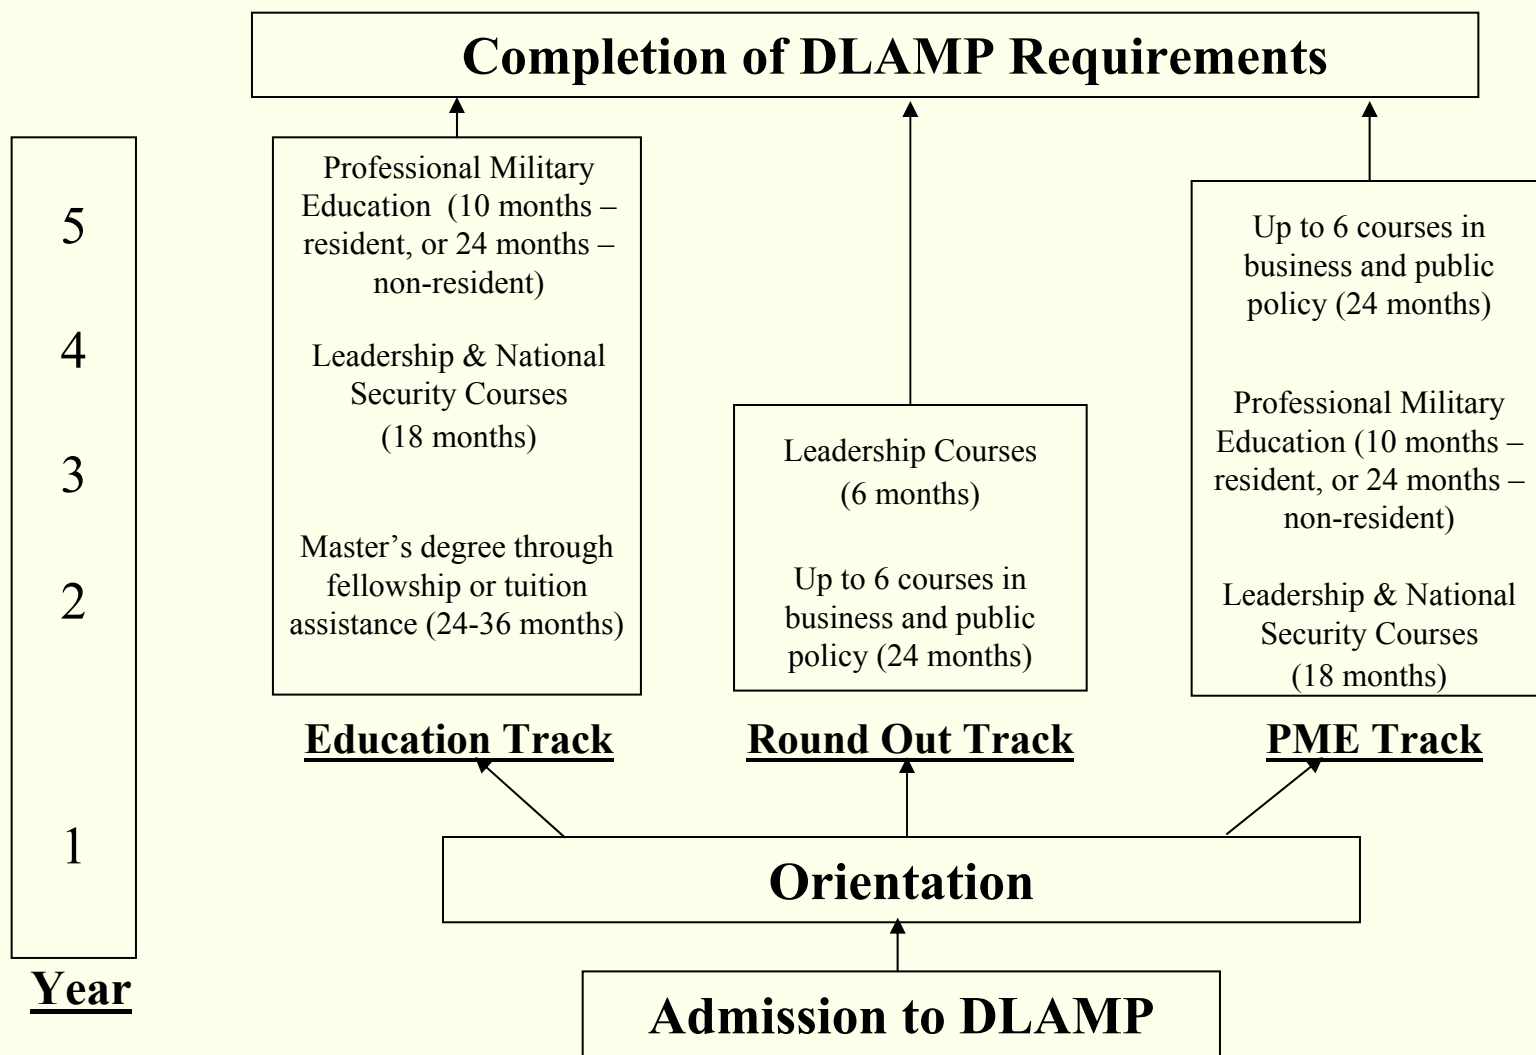 Completion of DLAMP Requirements
5
4
3
2
1
Year
Professional Military
Education (10 months –
resident, or 24 months –
non-resident)
Leadership & National
Security Courses
(18 months)
Master’s degree through
fellowship or tuition
assistance (24-36 months)
Education Track
Leadership Courses
(6 months)
Up to 6 courses in
business and public
policy (24 months)
Round Out Track
Up to 6 courses in
business and public
policy (24 months)
Professional Military
Education (10 months –
resident, or 24 months –
non-resident)
Leadership & National
Security Courses
(18 months)
PME Track
Orientation
Admission to DLAMP